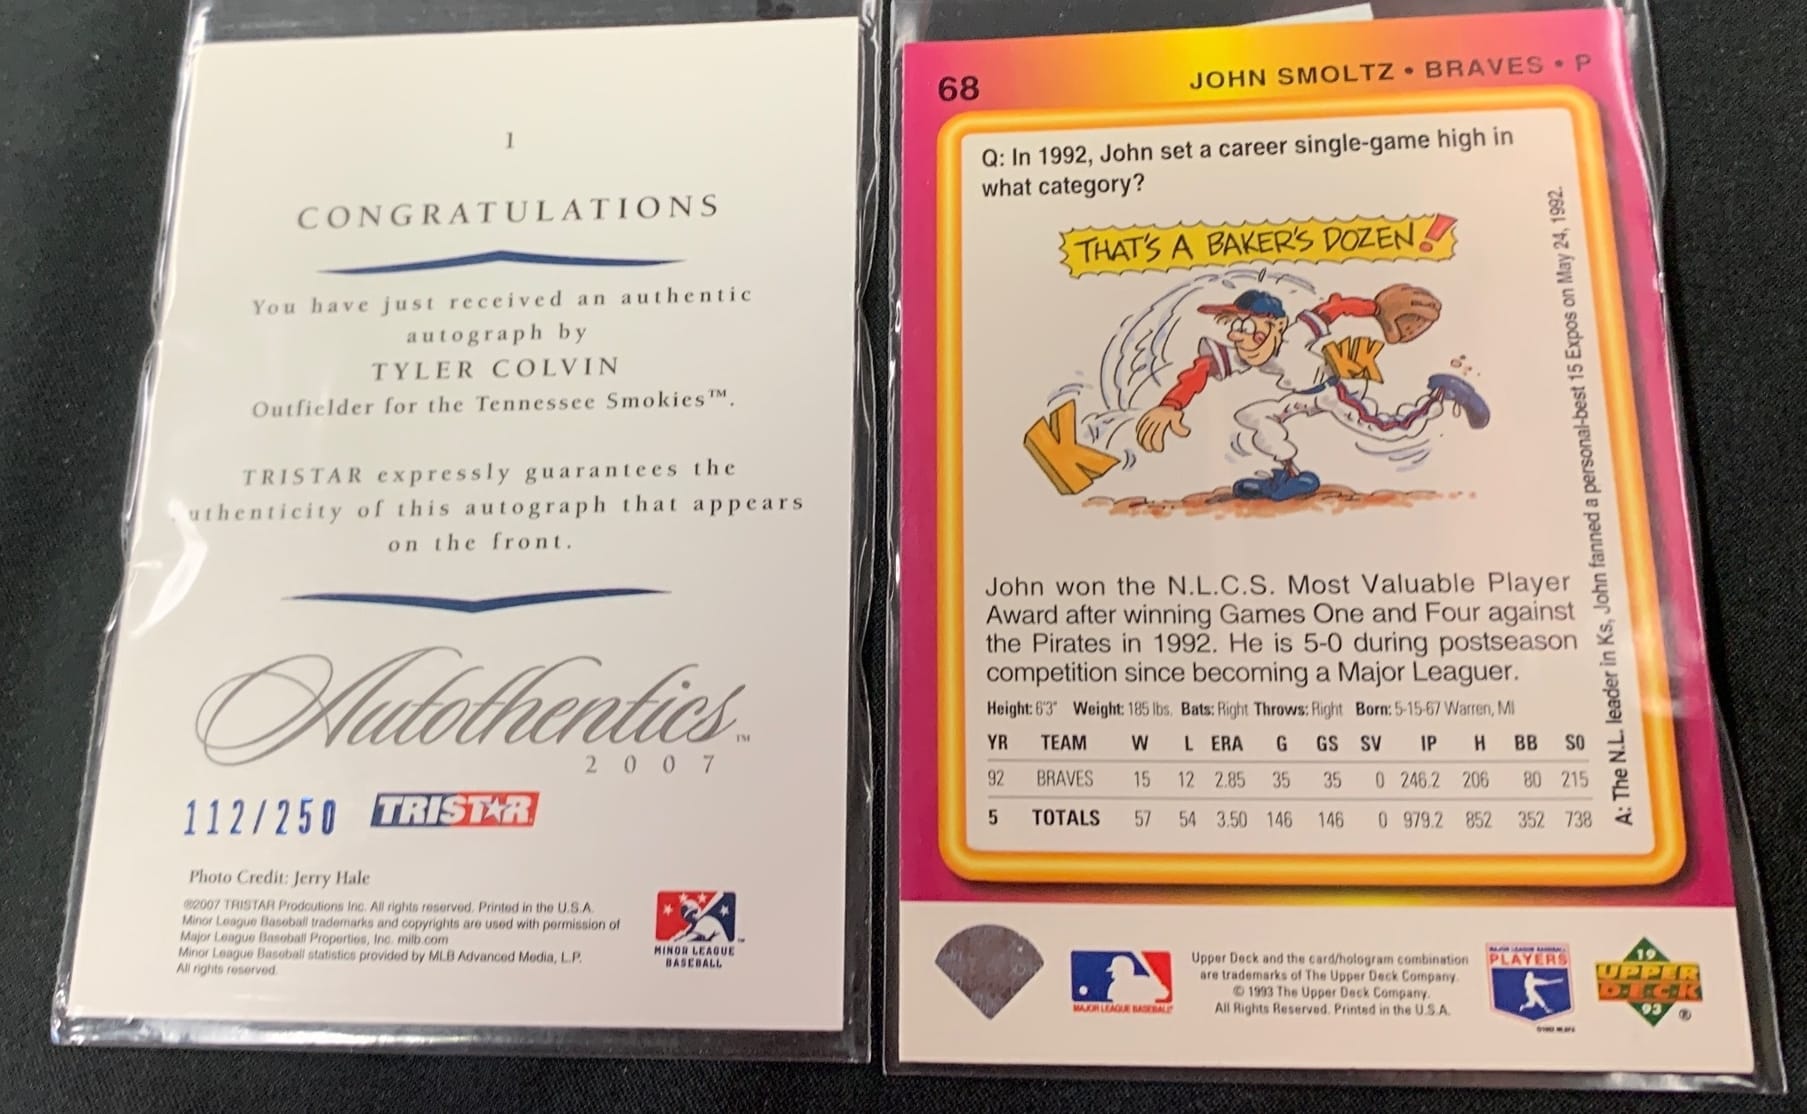 1
CONGRATULATIONS
You have just received an authentic
autograph by
TYLER COLVIN
Outfielder for the Tennessee Smokies™.
TRISTAR expressly guarantees the
uthenticity of this autograph that appears
on the front.
Autothentics™
2007
112/250 TRISTAR
Photo Credit: Jerry Hale
©2007 TRISTAR Prodcutions Inc. All rights reserved. Printed in the U.S.A.
Minor League Baseball trademarks and copyrights are used with permission of
Major League Baseball Properties, Inc. milb.com
Minor League Baseball statistics provided by MLB Advanced Media, L.P.
All rights reserved.
MINOR LEAGUE
BASEBALL
68 JOHN SMOLTZ • BRAVES • P
Q: In 1992, John set a career single-game high in
what category?
THAT'S A BAKER'S DOZEN!
KK
K
John won the N.L.C.S. Most Valuable Player
Award after winning Games One and Four against
the Pirates in 1992. He is 5-0 during postseason
competition since becoming a Major Leaguer.
Height: 6'3" Weight: 185 lbs. Bats: Right Throws: Right Born: 5-15-67 Warren, MI
YR TEAM W L ERA G GS SV IP H BB SO
92 BRAVES 15 12 2.85 35 35 0 246.2 206 80 215
5 TOTALS 57 54 3.50 146 146 0 979.2 852 352 738
A: The N.L. leader in Ks, John fanned a personal-best 15 Expos on May 24, 1992.
MAJOR LEAGUE BASEBALL
Upper Deck and the card/hologram combination
are trademarks of The Upper Deck Company.
© 1993 The Upper Deck Company.
All Rights Reserved. Printed in the U.S.A.
MAJOR LEAGUE BASEBALL
PLAYERS
19
UPPER
DECK
93 ®